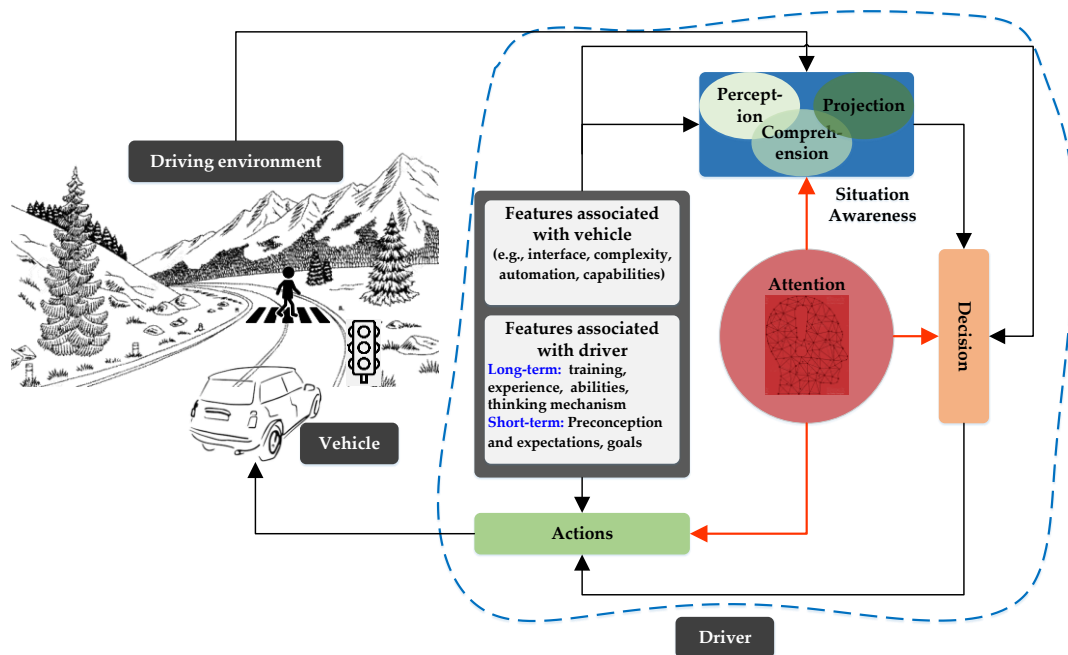 Driving environment
Percept-
ion
Projection
Compreh-
ension
Situation
Awareness
Features associated
with vehicle
(e.g., interface, complexity,
automation, capabilities)
Features associated
with driver
Long-term: training,
experience, abilities,
thinking mechanism
Short-term: Preconception
and expectations, goals
Attention
Decision
Vehicle
Actions
Driver